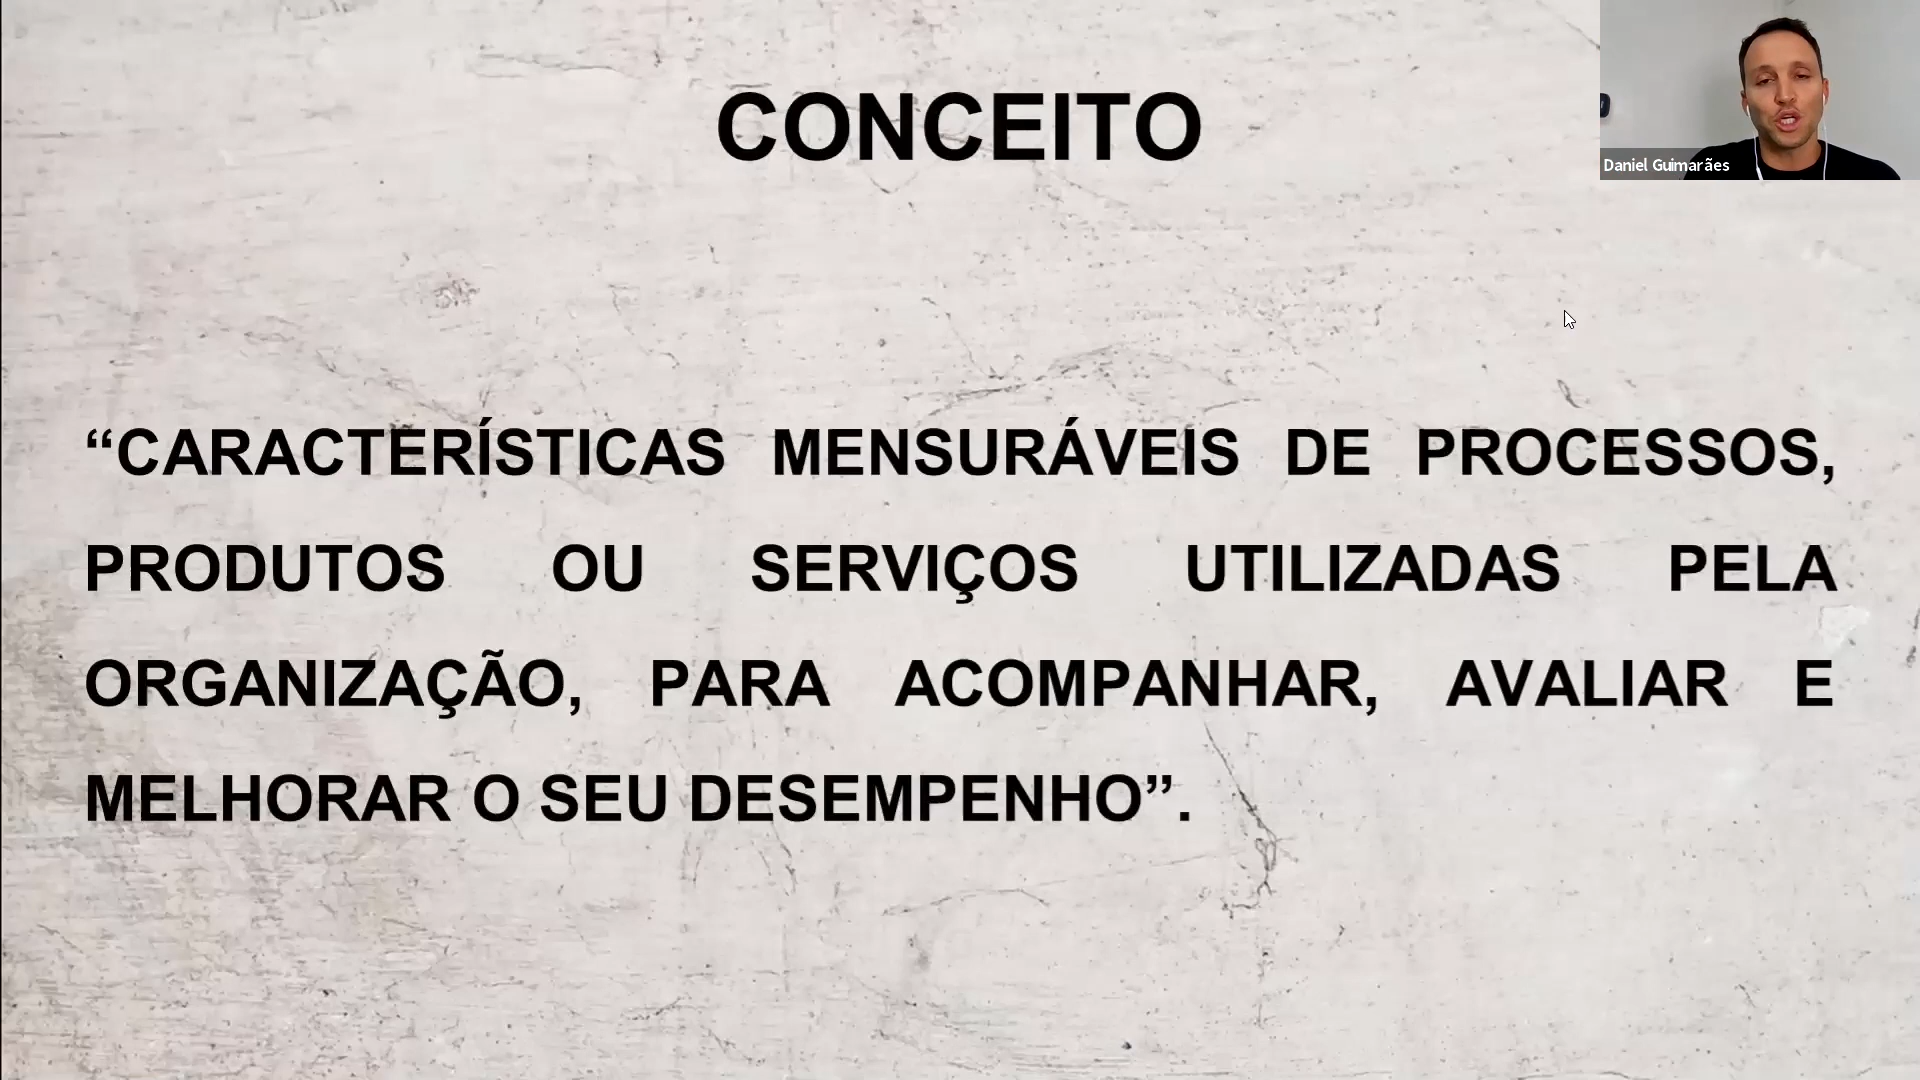 CONCEITO
Daniel Guimarães
“CARACTERÍSTICAS MENSURÁVEIS DE PROCESSOS,
PRODUTOS OU SERVIÇOS UTILIZADAS PELA
ORGANIZAÇÃO, PARA ACOMPANHAR, AVALIAR E
MELHORAR O SEU DESEMPENHO”.